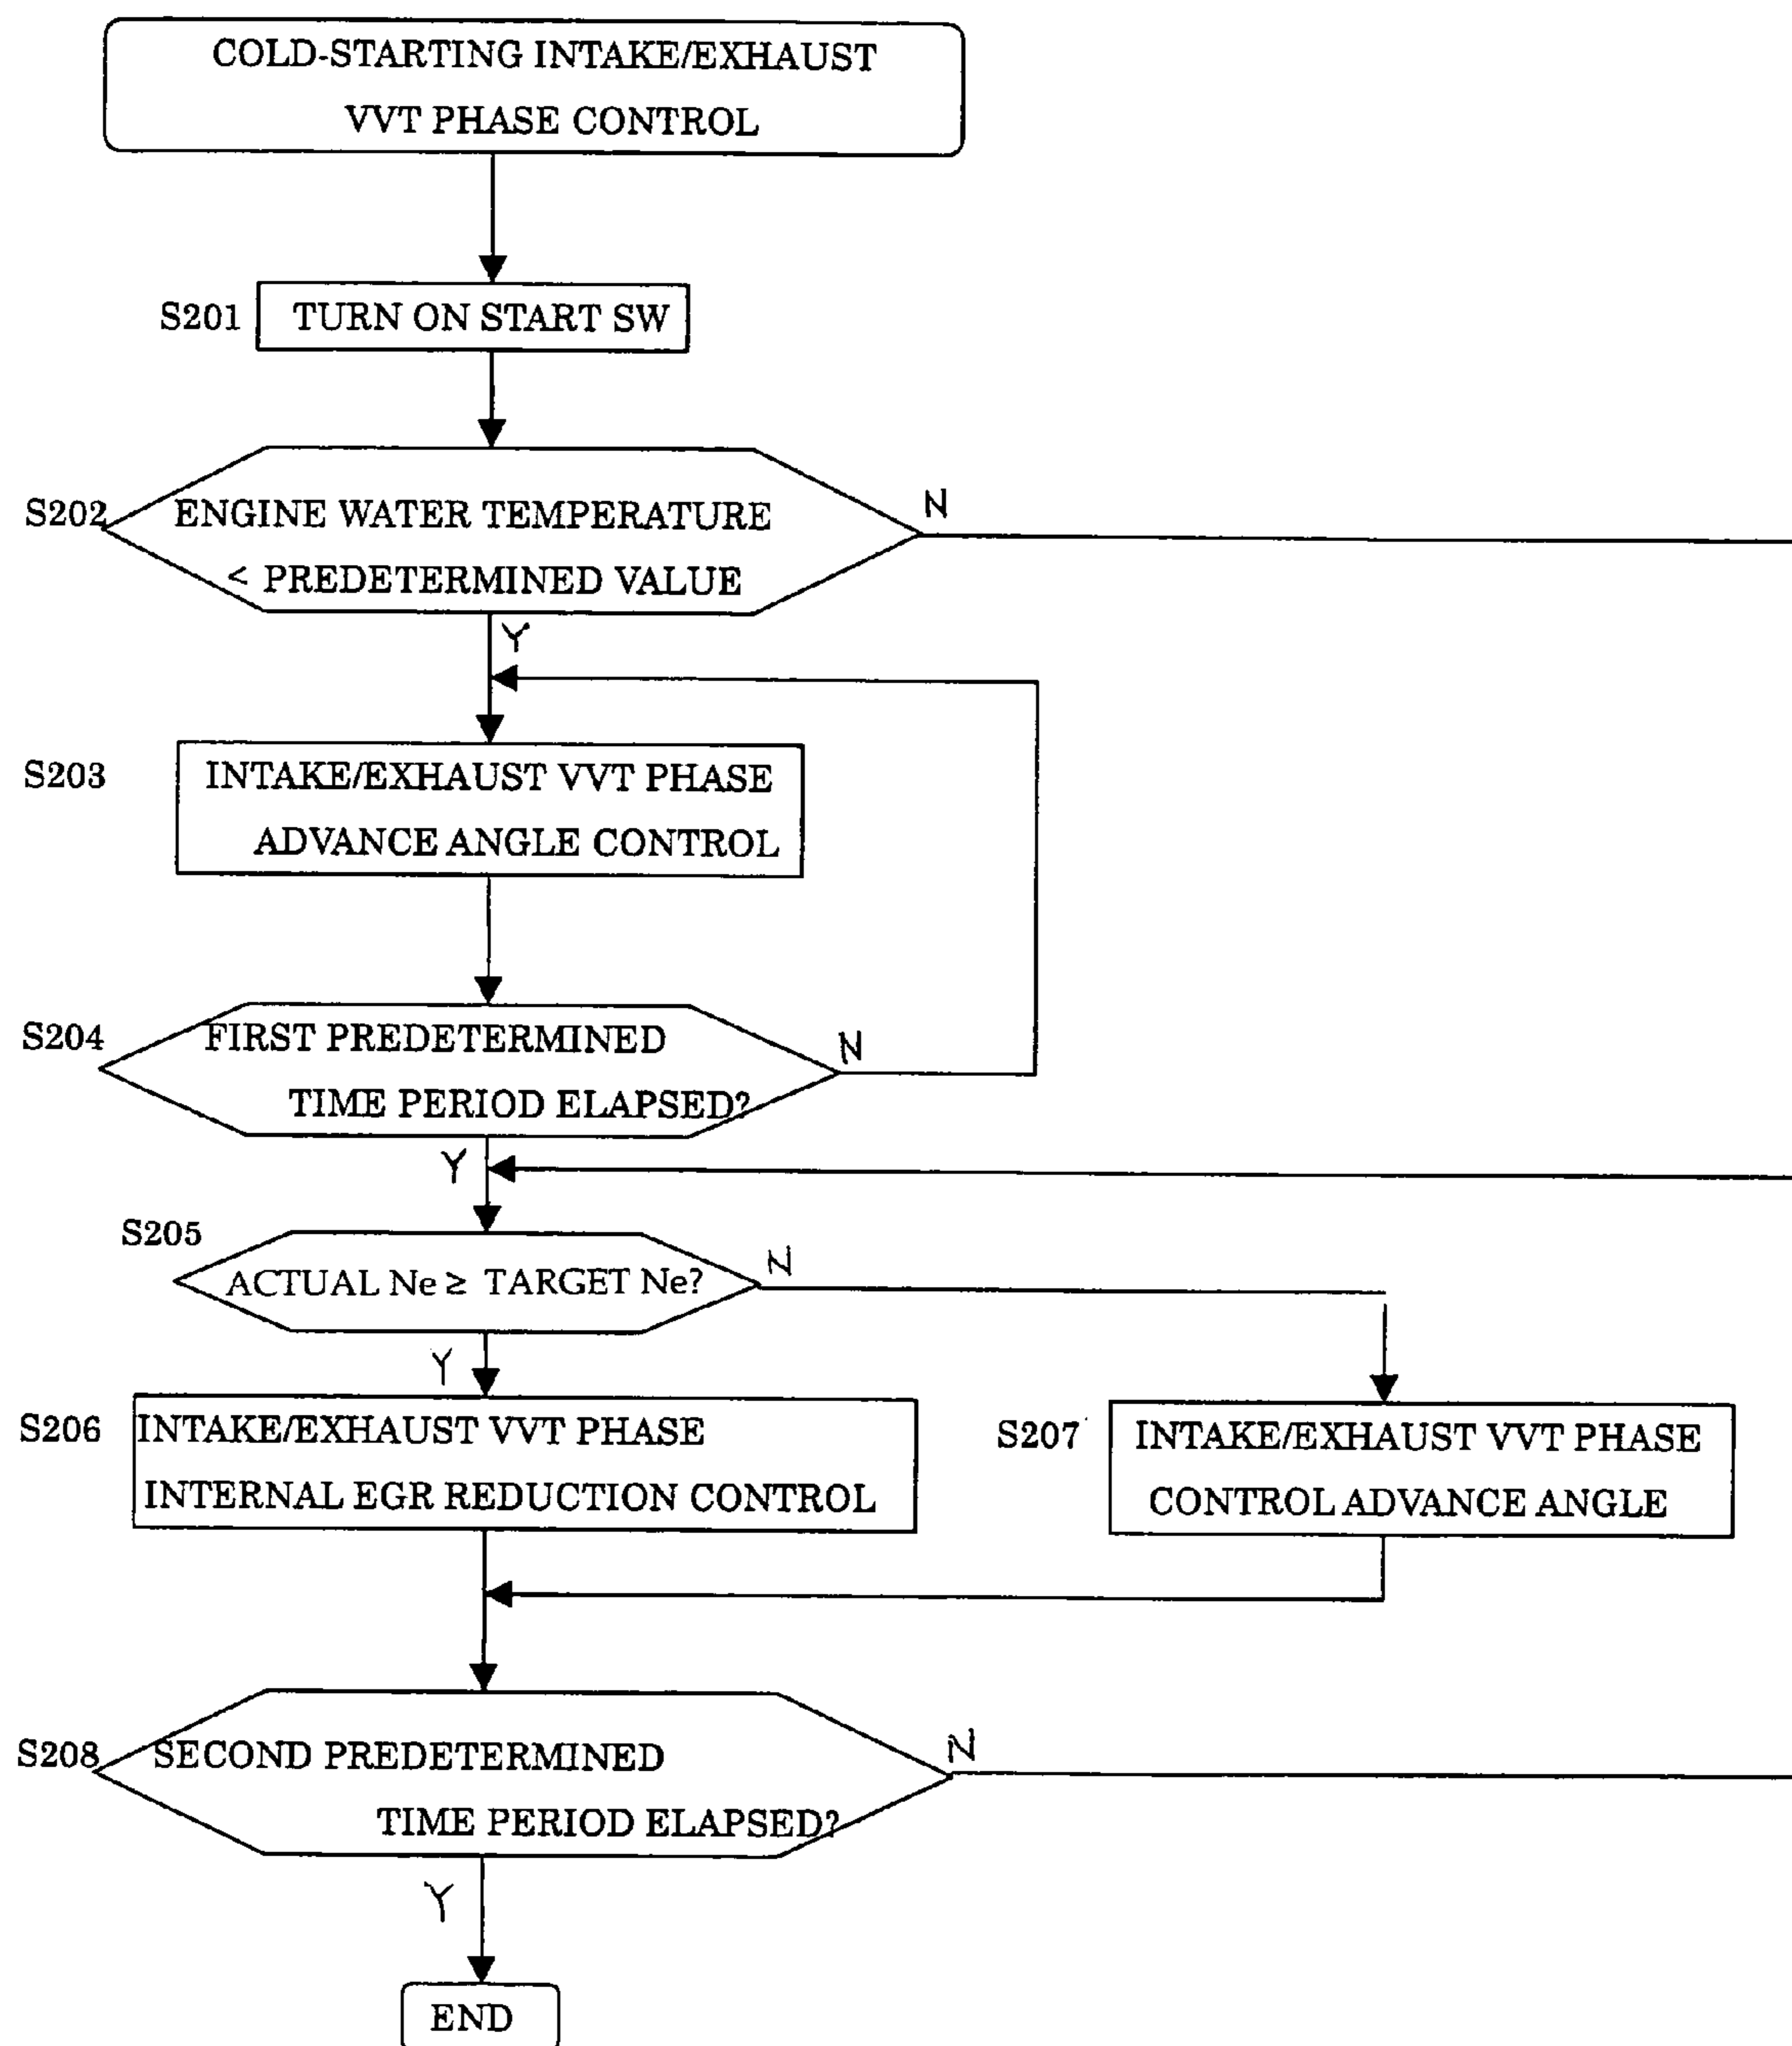 COLD-STARTING INTAKE/EXHAUST
VVT PHASE CONTROL
S201
TURN ON START SW
S202
ENGINE WATER TEMPERATURE
< PREDETERMINED VALUE
N
Y
S203
INTAKE/EXHAUST VVT PHASE
ADVANCE ANGLE CONTROL
S204
FIRST PREDETERMINED
TIME PERIOD ELAPSED?
N
Y
S205
ACTUAL Ne ≥ TARGET Ne?
N
Y
S206
INTAKE/EXHAUST VVT PHASE
INTERNAL EGR REDUCTION CONTROL
S207
INTAKE/EXHAUST VVT PHASE
CONTROL ADVANCE ANGLE
S208
SECOND PREDETERMINED
TIME PERIOD ELAPSED?
N
Y
END